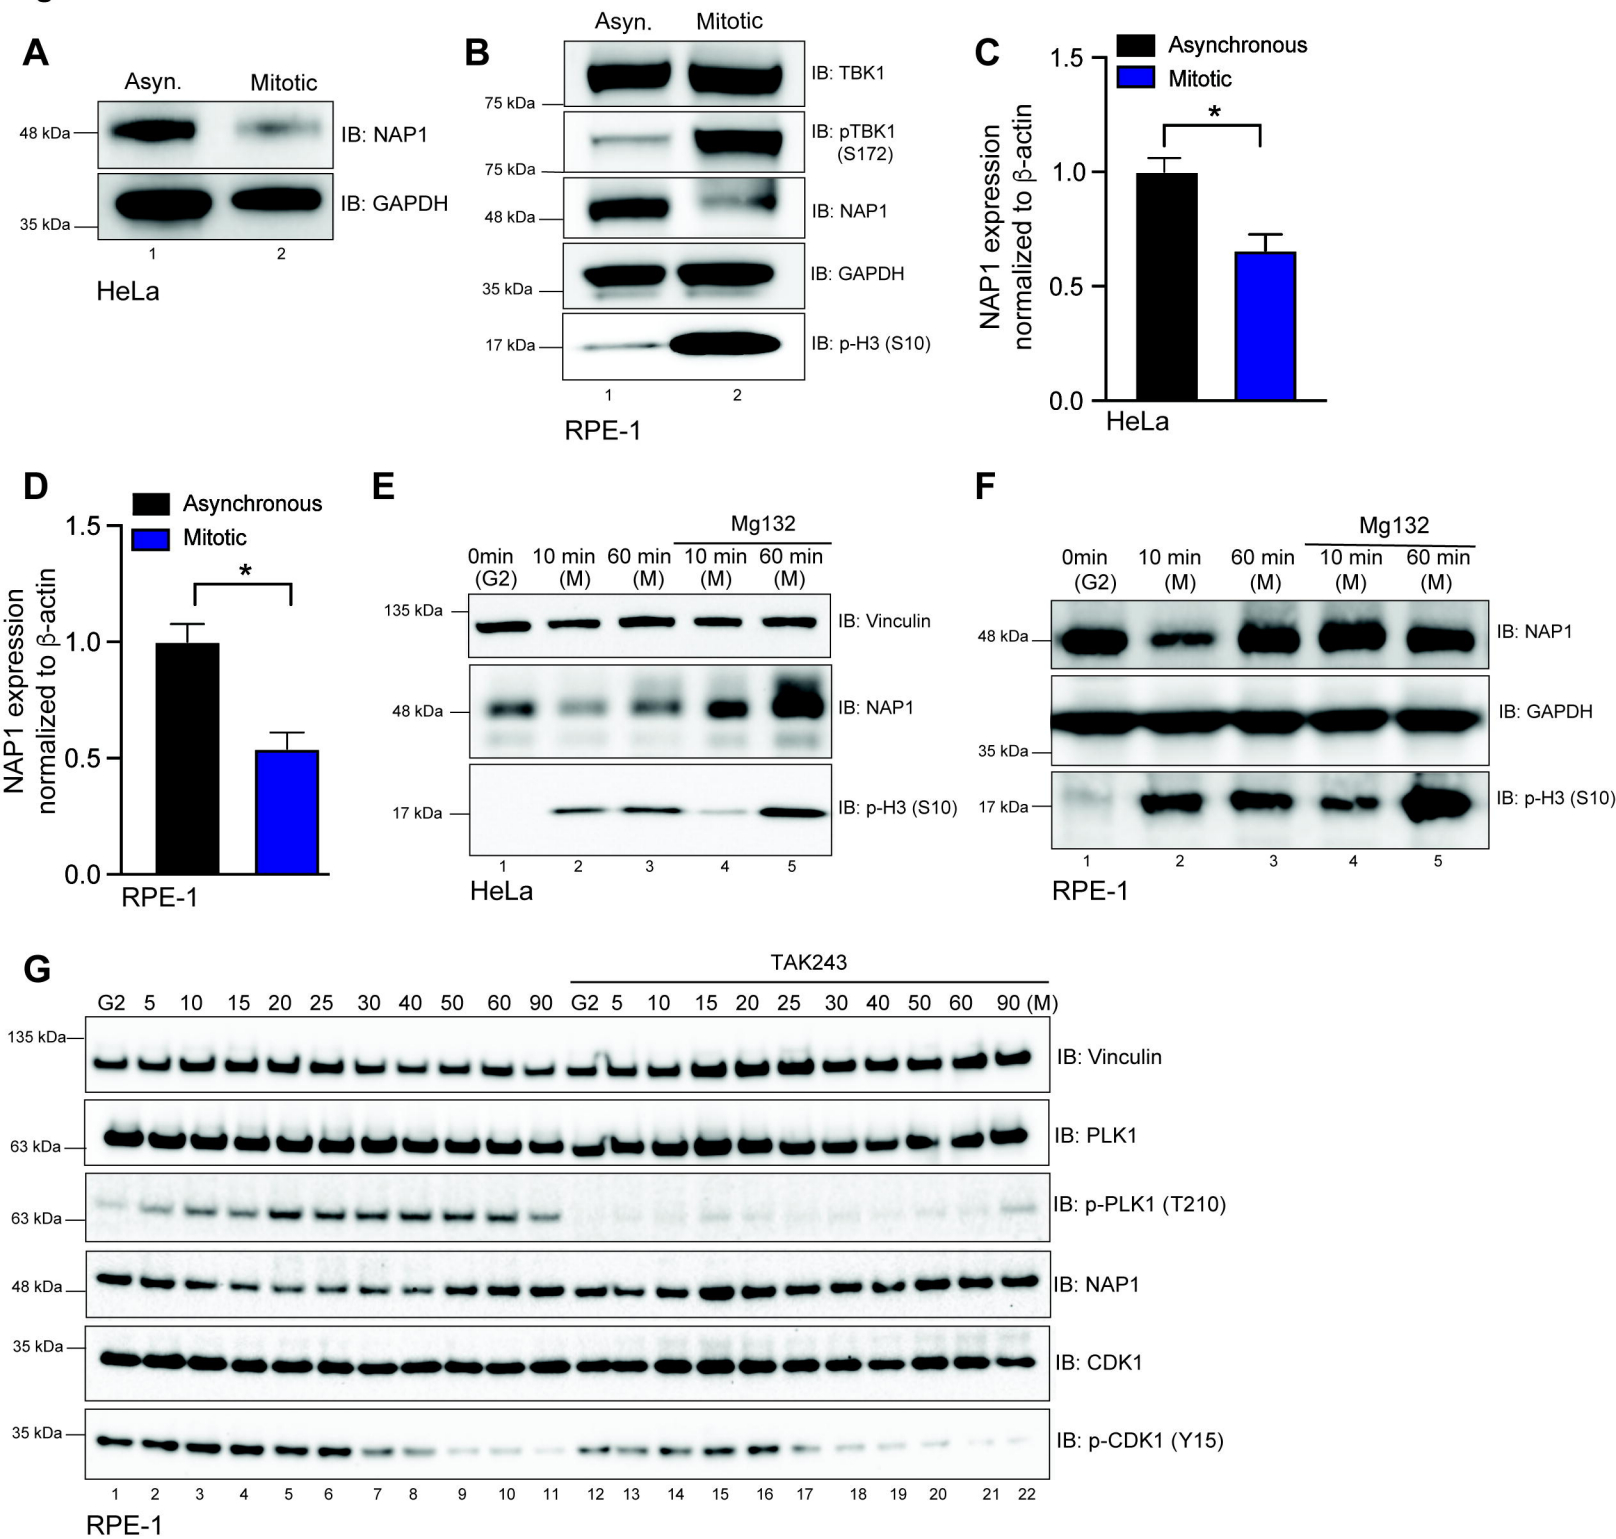 A
Asyn. Mitotic
48 kDa IB: NAP1
35 kDa IB: GAPDH
1 2
HeLa
B
Asyn. Mitotic
IB: TBK1
75 kDa
IB: pTBK1
(S172)
75 kDa
48 kDa IB: NAP1
35 kDa IB: GAPDH
17 kDa IB: p-H3 (S10)
1 2
RPE-1
C
Asynchronous
Mitotic
NAP1 expression
normalized to β-actin
1.5
1.0
0.5
0.0
*
HeLa
D
Asynchronous
Mitotic
NAP1 expression
normalized to β-actin
1.5
1.0
0.5
0.0
*
RPE-1
E
Mg132
0min 10 min 60 min 10 min 60 min
(G2) (M) (M) (M) (M)
135 kDa IB: Vinculin
48 kDa IB: NAP1
17 kDa IB: p-H3 (S10)
1 2 3 4 5
HeLa
F
Mg132
0min 10 min 60 min 10 min 60 min
(G2) (M) (M) (M) (M)
48 kDa IB: NAP1
IB: GAPDH
35 kDa
17 kDa IB: p-H3 (S10)
1 2 3 4 5
RPE-1
G
TAK243
G2 5 10 15 20 25 30 40 50 60 90 G2 5 10 15 20 25 30 40 50 60 90 (M)
135 kDa IB: Vinculin
63 kDa IB: PLK1
63 kDa IB: p-PLK1 (T210)
48 kDa IB: NAP1
35 kDa IB: CDK1
35 kDa IB: p-CDK1 (Y15)
1 2 3 4 5 6 7 8 9 10 11 12 13 14 15 16 17 18 19 20 21 22
RPE-1